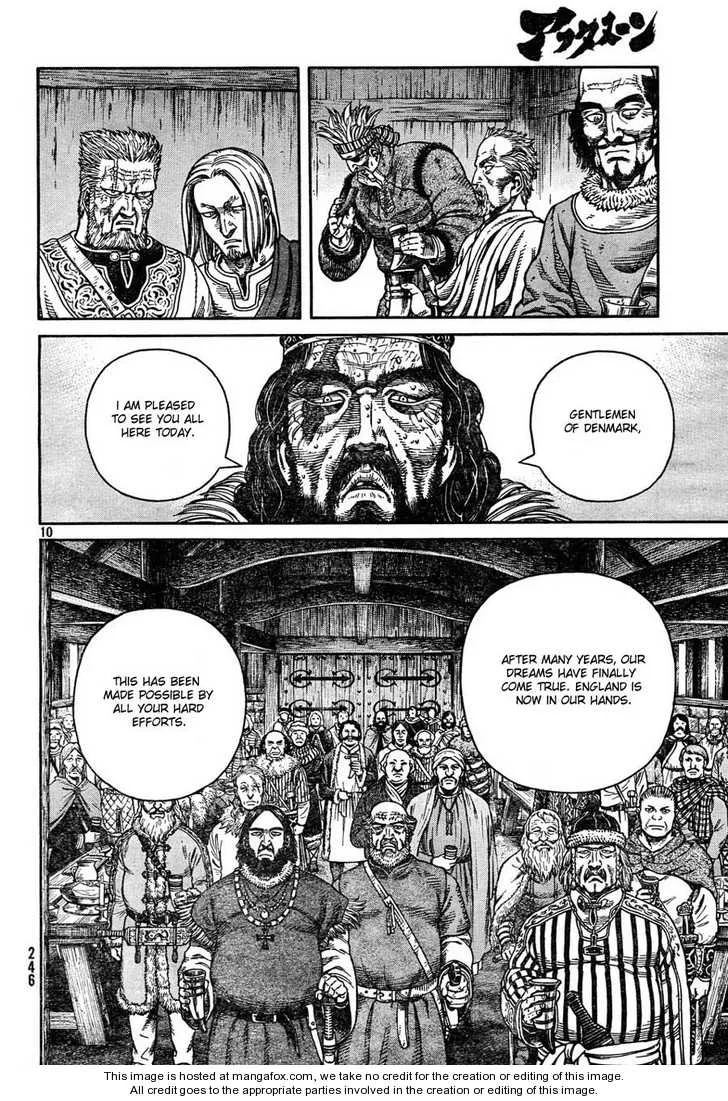 アフタヌーン
GENTLEMEN
OF DENMARK,
I AM PLEASED
TO SEE YOU ALL
HERE TODAY.
10
AFTER MANY YEARS, OUR
DREAMS HAVE FINALLY
COME TRUE. ENGLAND IS
NOW IN OUR HANDS.
THIS HAS BEEN
MADE POSSIBLE BY
ALL YOUR HARD
EFFORTS.
246
This image is hosted at mangafox.com, we take no credit for the creation or editing of this image.
All credit goes to the appropriate parties involved in the creation or editing of this image.